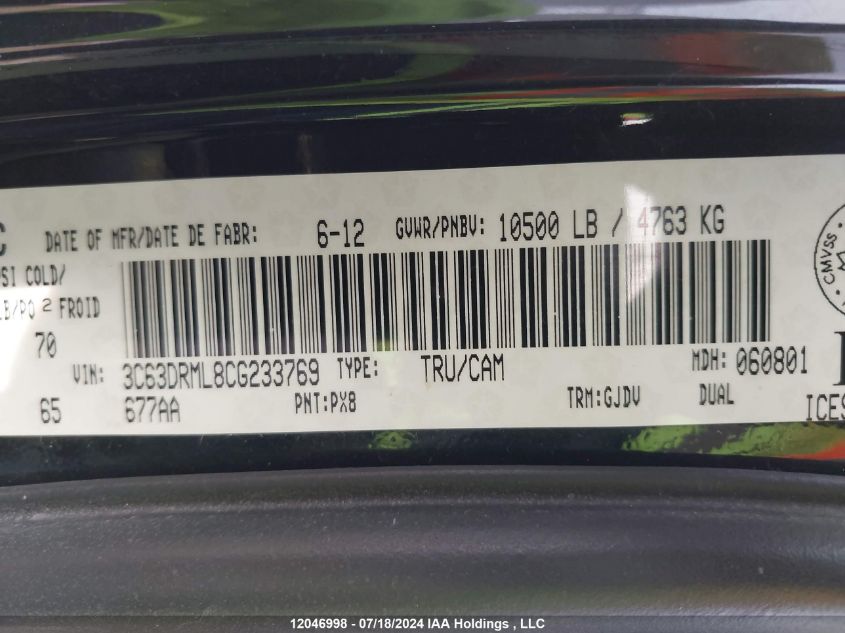 C DATE OF MFR/DATE DE FABR: 6-12 GVWR/PNBV: 10500 LB / 4763 KG
PSI COLD/
LB/PO 2 FROID
CMVSS
70
VIN: 3C63DRML8CG233769 TYPE: TRU/CAM MDH: 060801
65 677AA PNT:PX8 TRM:GJDV DUAL
12046998 - 07/18/2024 IAA Holdings , LLC